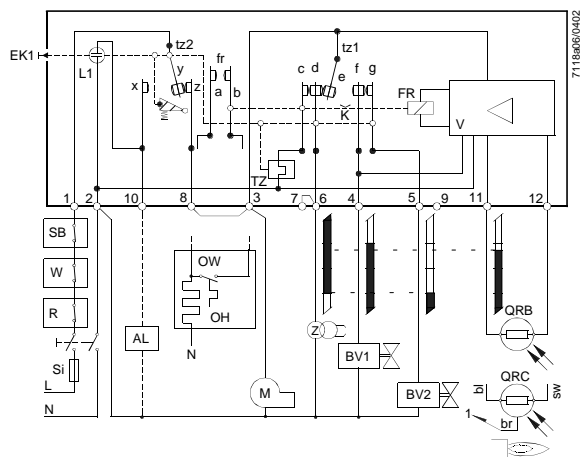 7118a06/0402
tz2
tz1
EK1
L1
fr
c d
e
f g
y
x
z
a
b
FR
K
V
TZ
1 2 10 8 3 7 6 4 5 9 11 12
SB
W
R
OW
OH
N
AL
Z
QRB
BV1
Si
L
M
BV2
QRC
bl
sw
br
1
N